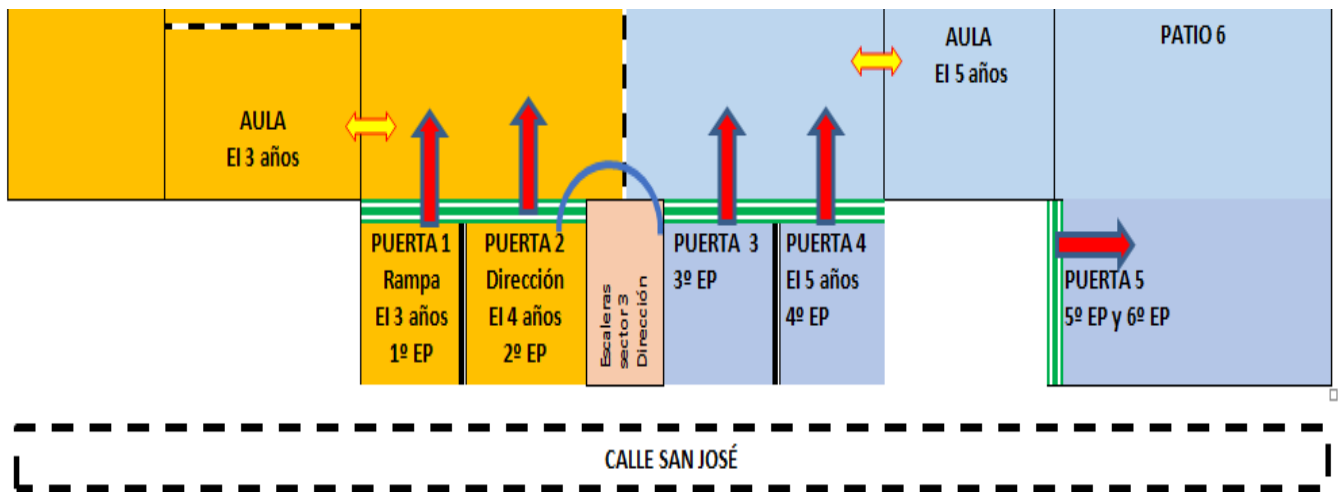 AULA
EI 3 años
AULA
EI 5 años
PATIO 6
PUERTA 1
Rampa
EI 3 años
1º EP
PUERTA 2
Dirección
EI 4 años
2º EP
Escaleras
sector 3
Dirección
PUERTA 3
3º EP
PUERTA 4
EI 5 años
4º EP
PUERTA 5
5º EP y 6º EP
CALLE SAN JOSÉ